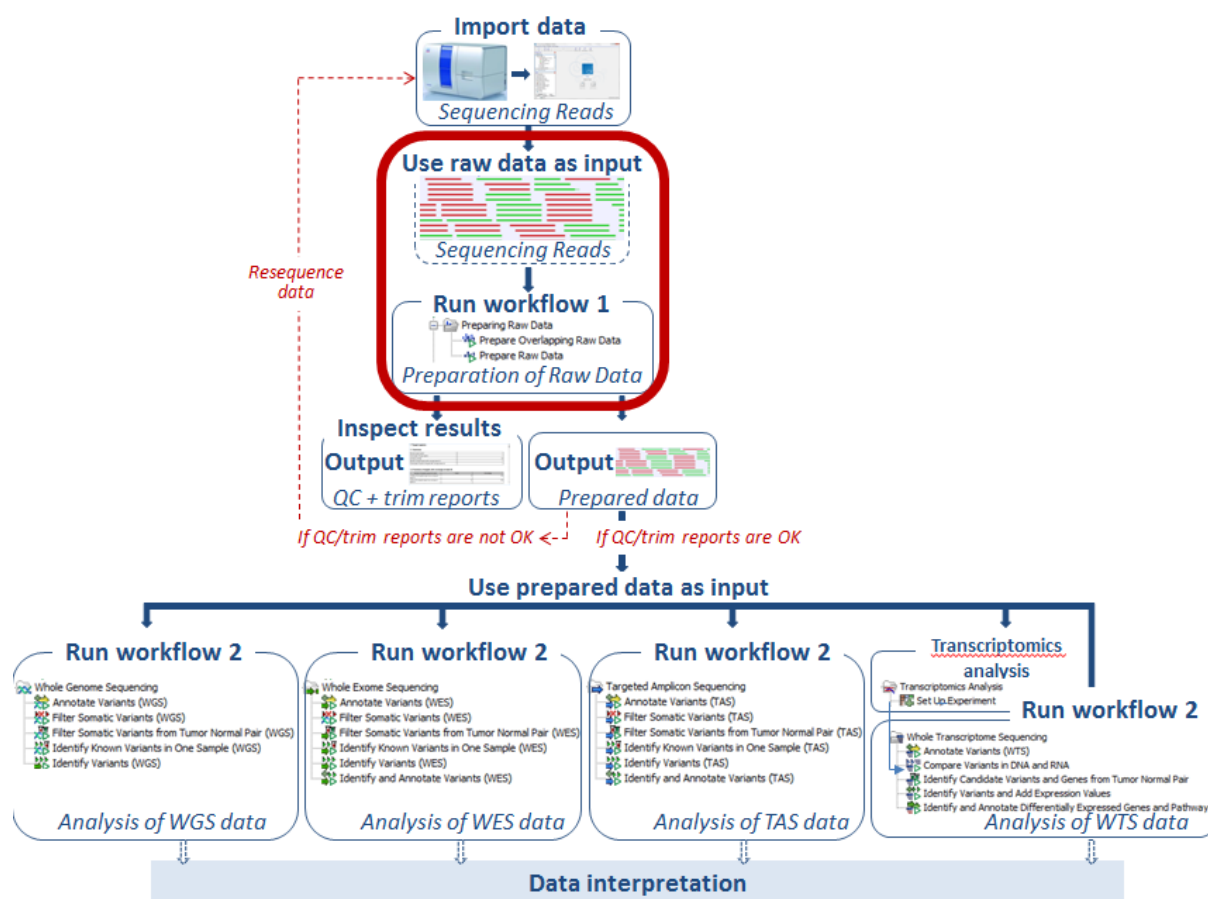 Import data
Sequencing Reads
Use raw data as input
Sequencing Reads
Resequence
data
Run workflow 1
Preparing Raw Data
Prepare Overlapping Raw Data
Prepare Raw Data
Preparation of Raw Data
Inspect results
Output
QC + trim reports
Output
Prepared data
If QC/trim reports are not OK
If QC/trim reports are OK
Use prepared data as input
Run workflow 2
Whole Genome Sequencing
Annotate Variants (WGS)
Filter Somatic Variants (WGS)
Filter Somatic Variants from Tumor Normal Pair (WGS)
Identify Known Variants in One Sample (WGS)
Identify Variants (WGS)
Analysis of WGS data
Run workflow 2
Whole Exome Sequencing
Annotate Variants (WES)
Filter Somatic Variants (WES)
Filter Somatic Variants from Tumor Normal Pair (WES)
Identify Known Variants in One Sample (WES)
Identify Variants (WES)
Identify and Annotate Variants (WES)
Analysis of WES data
Run workflow 2
Targeted Amplicon Sequencing
Annotate Variants (TAS)
Filter Somatic Variants (TAS)
Filter Somatic Variants from Tumor Normal Pair (TAS)
Identify Known Variants in One Sample (TAS)
Identify Variants (TAS)
Identify and Annotate Variants (TAS)
Analysis of TAS data
Transcriptomics
analysis
Transcriptomics Analysis
Set Up Experiment
Run workflow 2
Whole Transcriptome Sequencing
Annotate Variants (WTS)
Compare Variants in DNA and RNA
Identify Candidate Variants and Genes from Tumor Normal Pair
Identify Variants and Add Expression Values
Identify and Annotate Differentially Expressed Genes and Pathway
Analysis of WTS data
Data interpretation